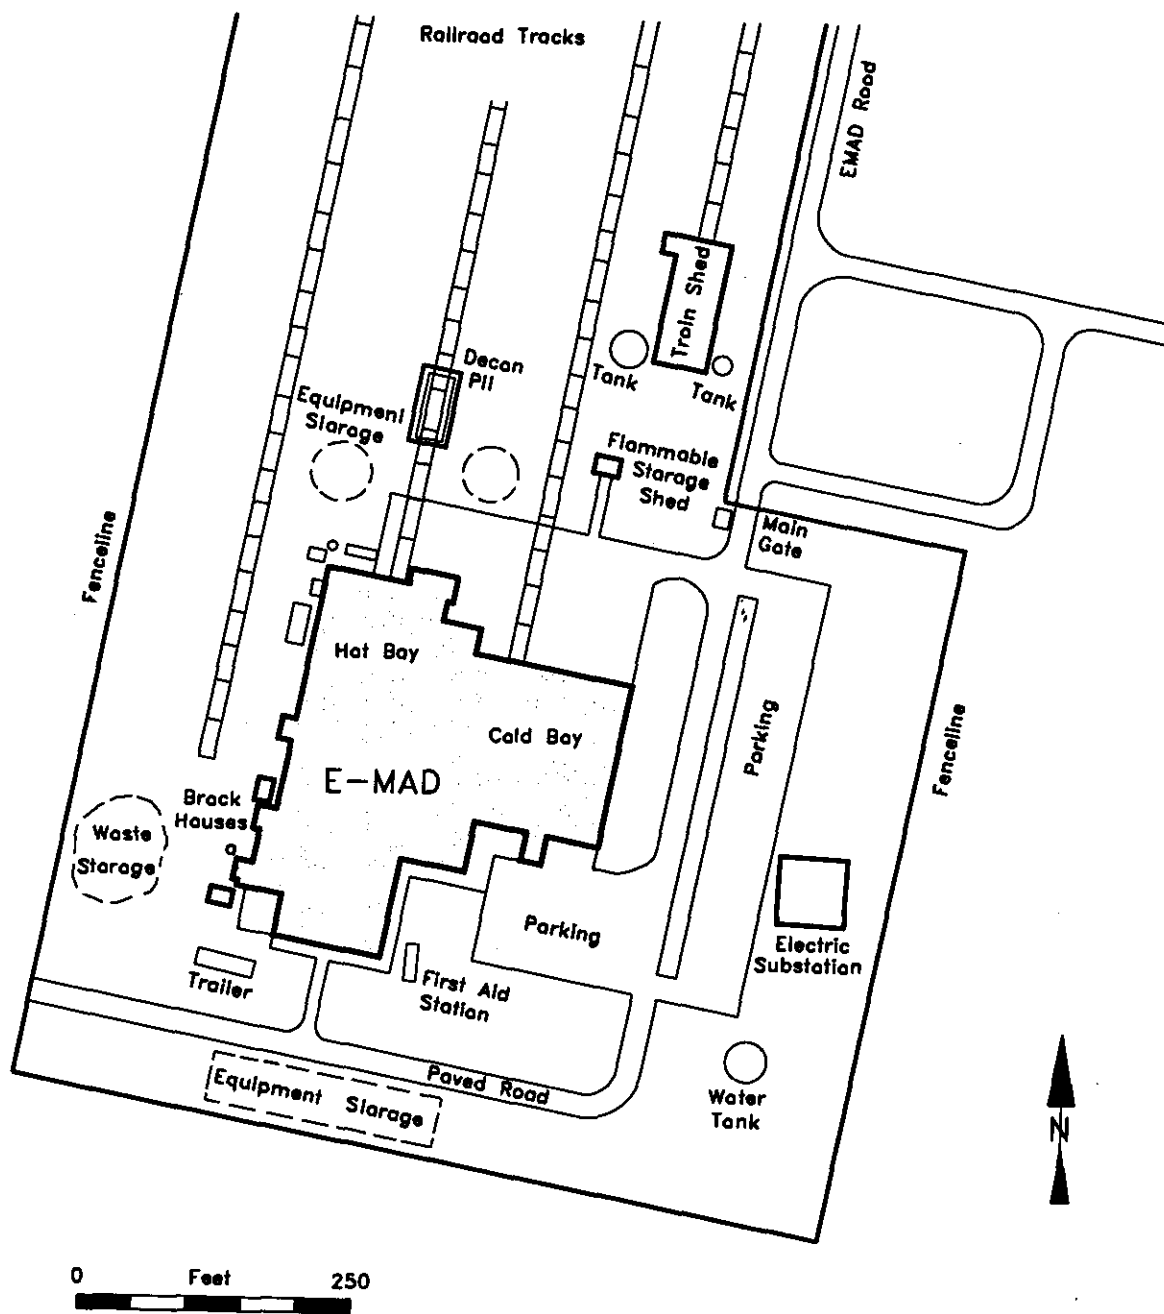 Railroad Tracks
EMAD Road
Train Shed
Decon
Pit
Tank
Tank
Equipment
Storage
Flammable
Storage
Shed
Main
Gate
Fenceline
Hot Bay
Cold Bay
Parking
Fenceline
E-MAD
Brock
Houses
Waste
Storage
Parking
Electric
Substation
Trailer
First Aid
Station
Paved Road
Equipment Storage
Water
Tank
N
0 Feet 250